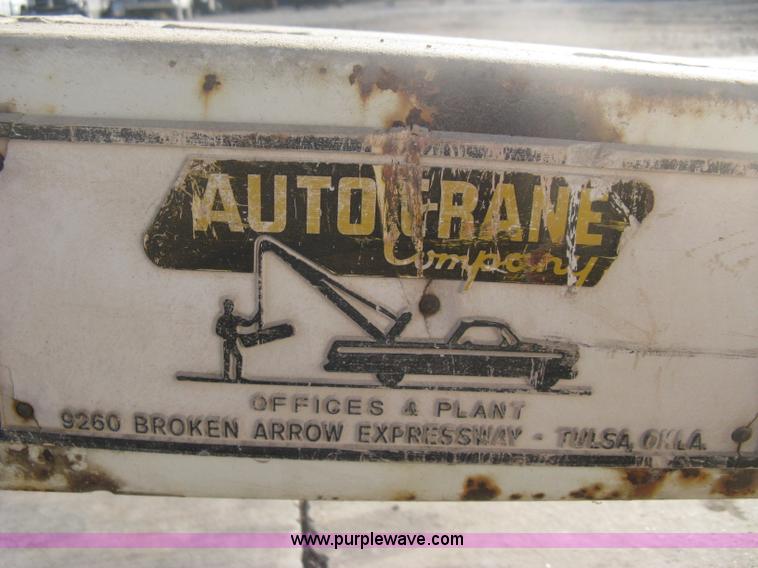 AUTO CRANE
Company
OFFICES & PLANT
9260 BROKEN ARROW EXPRESSWAY - TULSA, OKLA.
www.purplewave.com